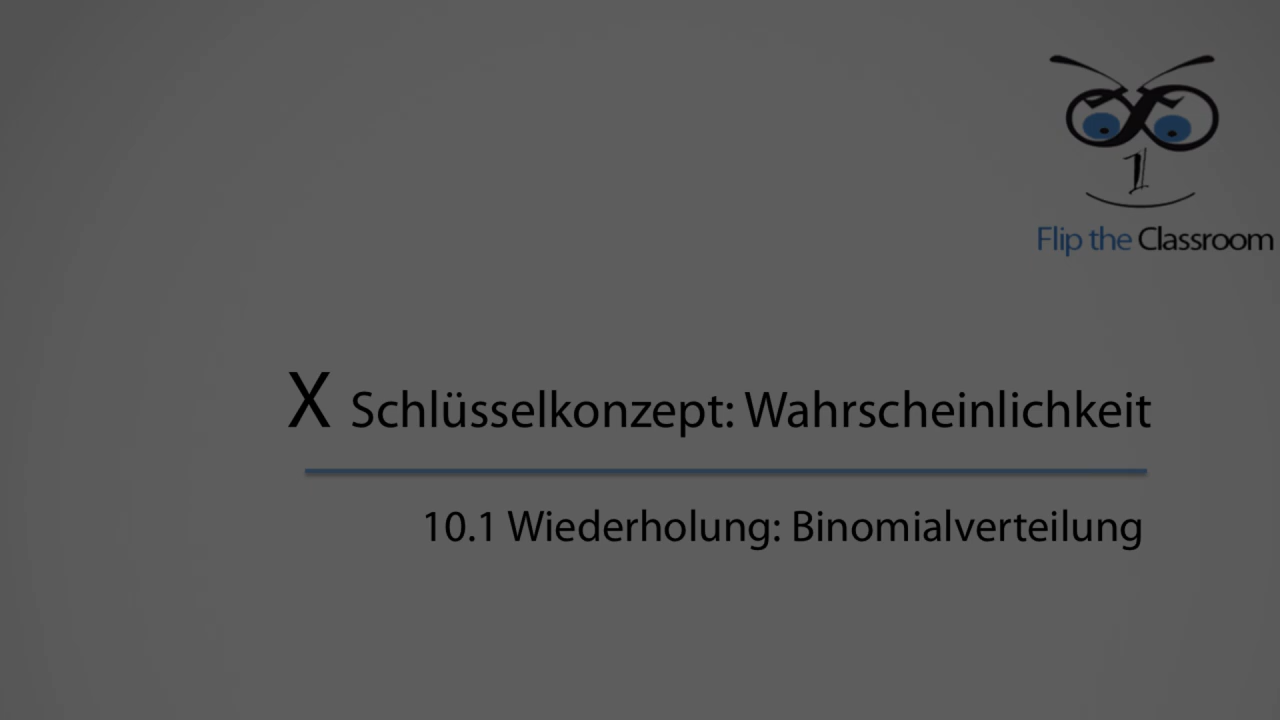 Flip the Classroom
X Schlüsselkonzept: Wahrscheinlichkeit
10.1 Wiederholung: Binomialverteilung